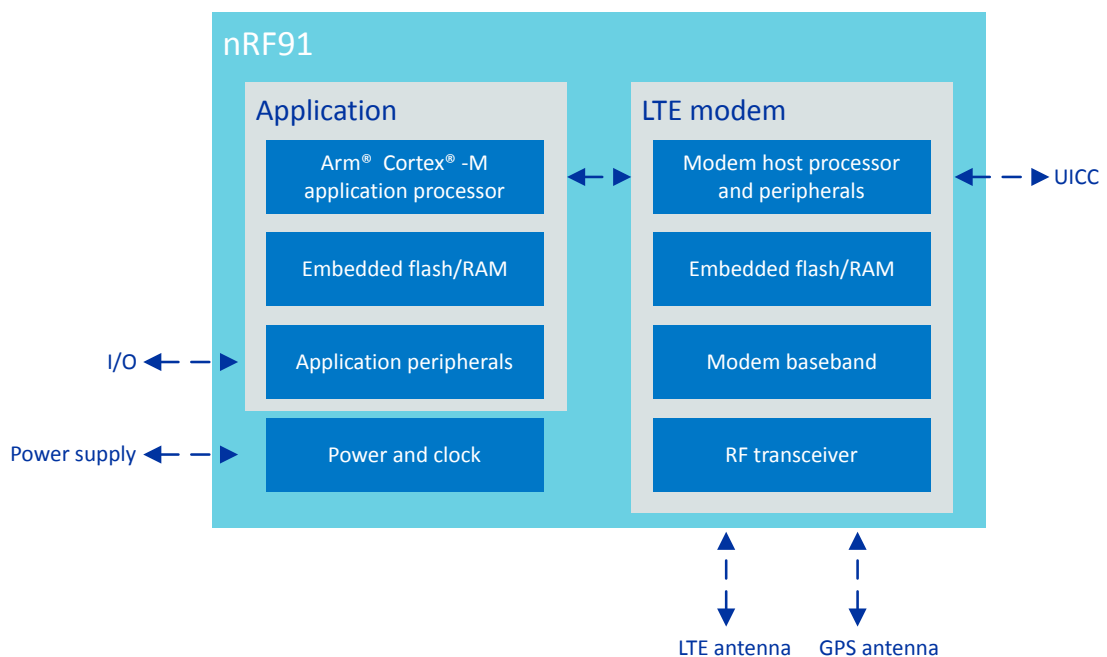 nRF91
Application
Arm® Cortex® -M
application processor
Embedded flash/RAM
Application peripherals
Power and clock
LTE modem
Modem host processor
and peripherals
Embedded flash/RAM
Modem baseband
RF transceiver
UICC
I/O
Power supply
LTE antenna
GPS antenna